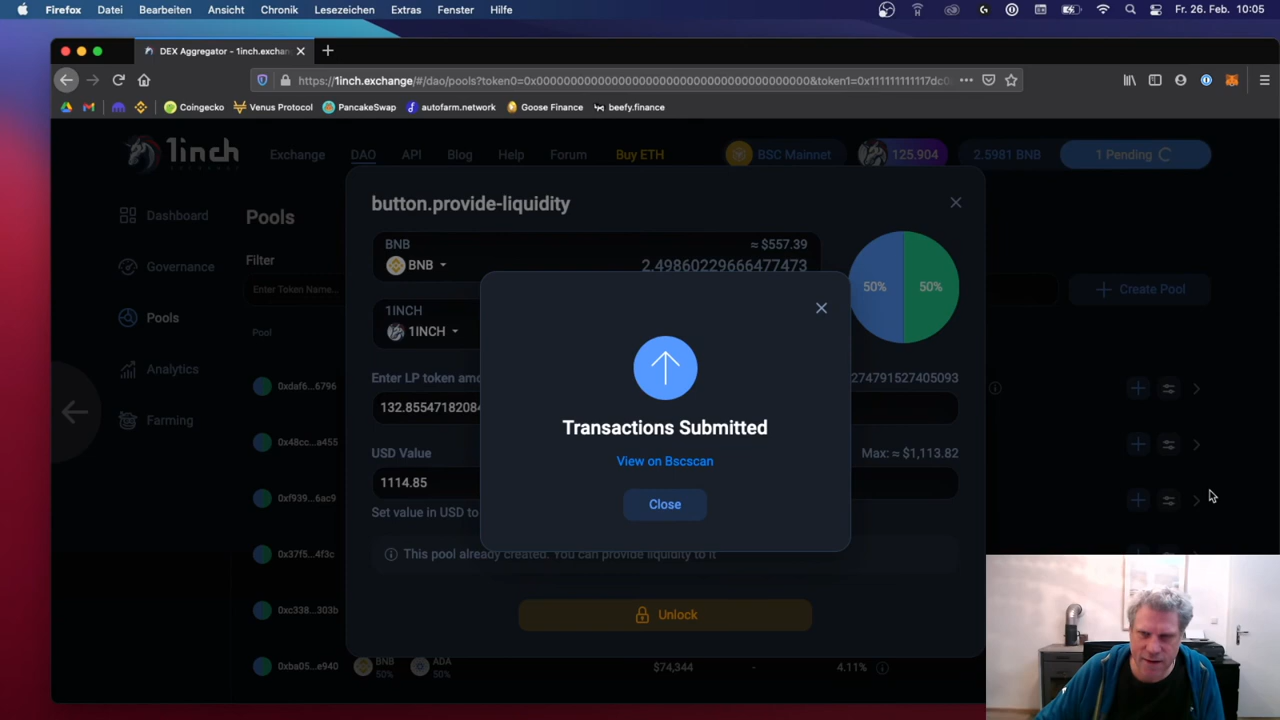 Firefox Datei Bearbeiten Ansicht Chronik Lesezeichen Extras Fenster Hilfe Fr. 26. Feb. 10:05
DEX Aggregator - 1inch.exchan
https://1inch.exchange/#/dao/pools?token0=0x0000000000000000000000000000000000000000&token1=0x111111111117dc0
Coingecko Venus Protocol PancakeSwap autofarm.network Goose Finance beefy.finance
1inch Exchange DAO API Blog Help Forum Buy ETH BSC Mainnet 125.904 2.5981 BNB 1 Pending
EXCHANGE
button.provide-liquidity
Dashboard
Pools
BNB ≈ $557.39
BNB 2.49860229666477473
Governance
Filter
Enter Token Name...
50% 50%
Create Pool
1INCH
1INCH
Pools
Pool
Analytics
Enter LP token amo
274791527405093
0xdaf6...6796
132.8554718208
Farming
Transactions Submitted
0x48cc...a455
USD Value Max: ≈ $1,113.82
View on Bscscan
1114.85
0xf939...6ac9
Close
Set value in USD to
0x37f5...4f3c
This pool already created. You can provide liquidity to it
0xc338...303b
Unlock
0xba05...e940
BNB
50%
ADA
50%
$74,344 - 4.11%